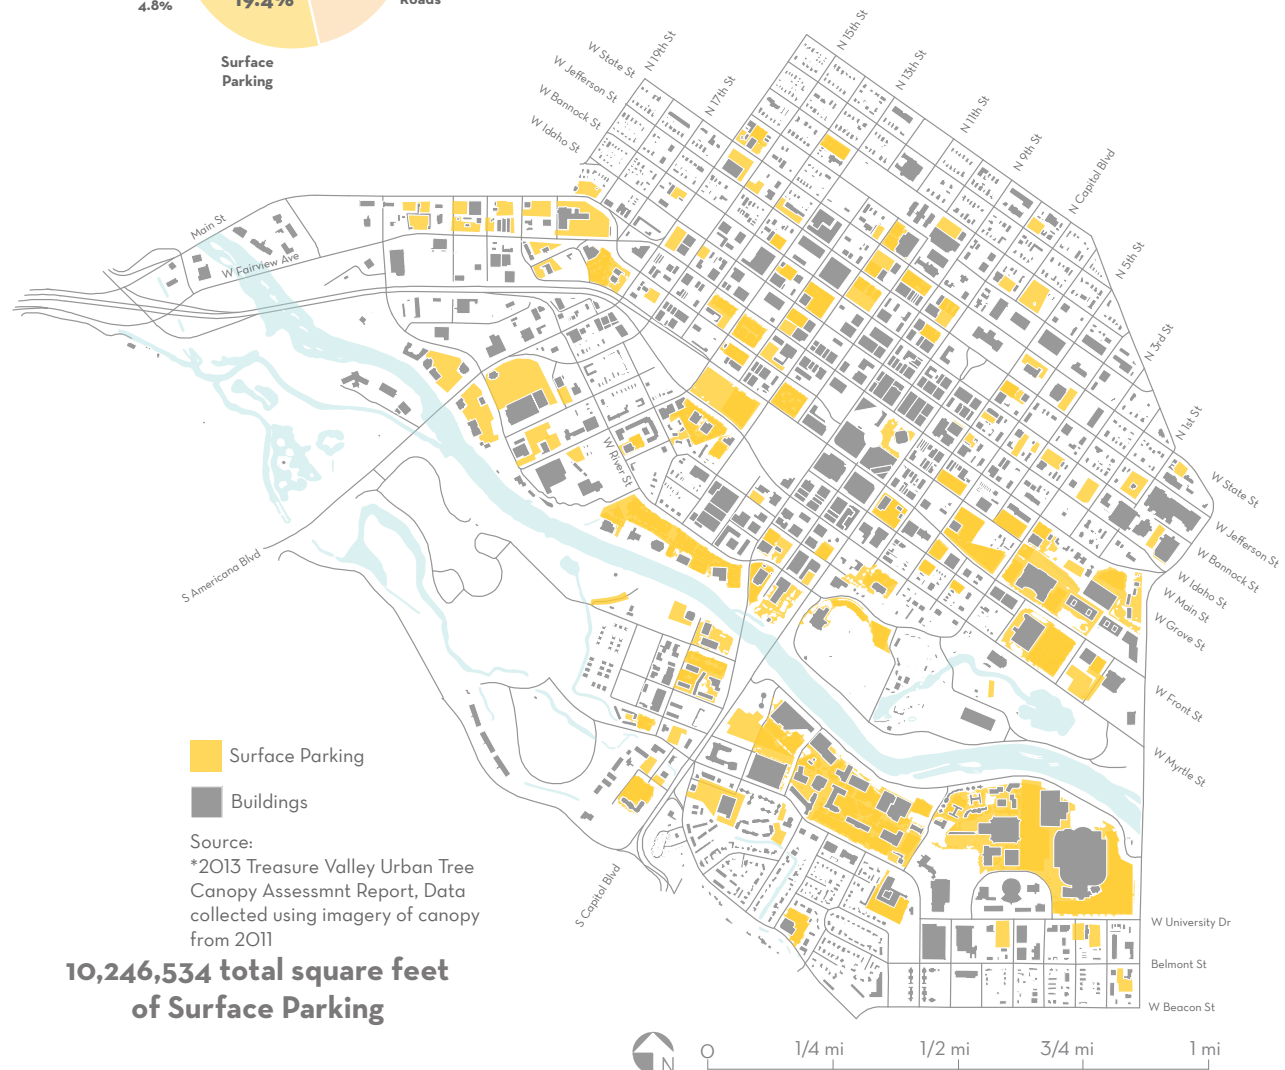 4.8%
19.4%
Roads
Surface
Parking
W State St
W Jefferson St
W Bannock St
W Idaho St
N 19th St
N 17th St
N 15th St
N 13th St
N 11th St
N 9th St
N Capitol Blvd
N 5th St
N 3rd St
N 1st St
Main St
W Fairview Ave
W River St
S Americana Blvd
W State St
W Jefferson St
W Bannock St
W Idaho St
W Main St
W Grove St
W Front St
W Myrtle St
S Capitol Blvd
W University Dr
Belmont St
W Beacon St
Surface Parking
Buildings
Source:
*2013 Treasure Valley Urban Tree
Canopy Assessmnt Report, Data
collected using imagery of canopy
from 2011
10,246,534 total square feet
of Surface Parking
N
0 1/4 mi 1/2 mi 3/4 mi 1 mi